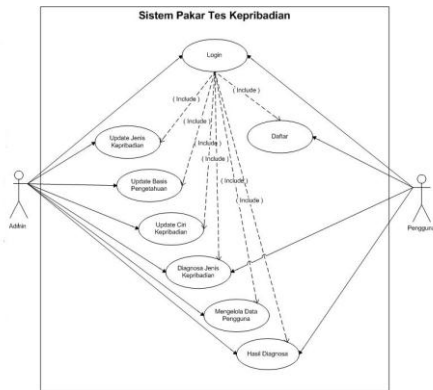 Sistem Pakar Tes Kepribadian
Login
( Include )
( Include )
( Include )
Daftar
Update Jenis
Kepribadian
( Include )
( Include )
Update Basis
Pengetahuan
( Include )
( Include )
Admin
Pengguna
Update Ciri
Kepribadian
Diagnosa Jenis
Kepribadian
Mengelola Data
Pengguna
Hasil Diagnosa